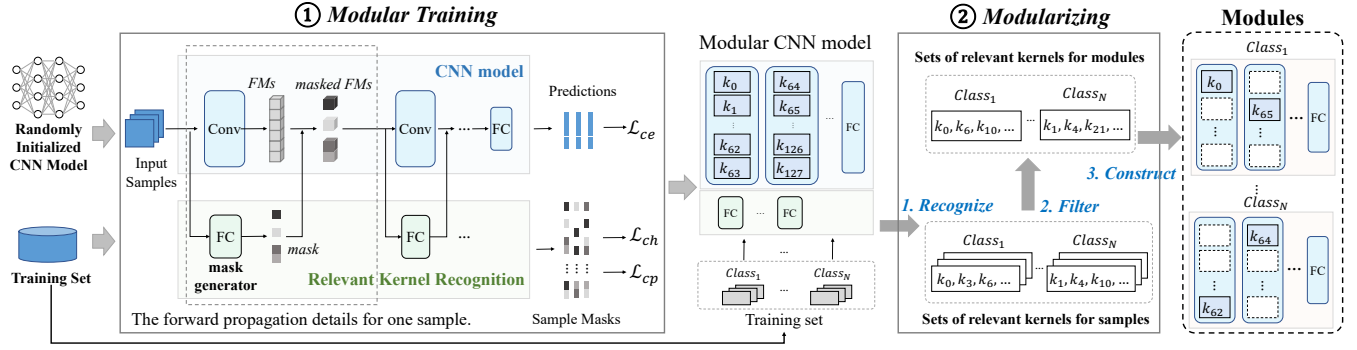 ① Modular Training
Randomly
Initialized
CNN Model
Training Set
Input
Samples
CNN model
Conv
FMs
masked FMs
Conv
...
FC
FC
mask
mask
generator
FC
...
Relevant Kernel Recognition
The forward propagation details for one sample.
Predictions
ℒce
ℒch
ℒcp
Sample Masks
Modular CNN model
k0
k1
k62
k63
k64
k65
k126
k127
...
FC
FC
...
FC
...
Class1
ClassN
...
Training set
② Modularizing
Sets of relevant kernels for modules
Class1
ClassN
k0, k6, k10, ...
...
k1, k4, k21, ...
1. Recognize
2. Filter
3. Construct
Class1
ClassN
k0, k3, k6, ...
...
k1, k4, k10, ...
Sets of relevant kernels for samples
Modules
Class1
k0
k65
...
FC
ClassN
k62
k64
...
FC